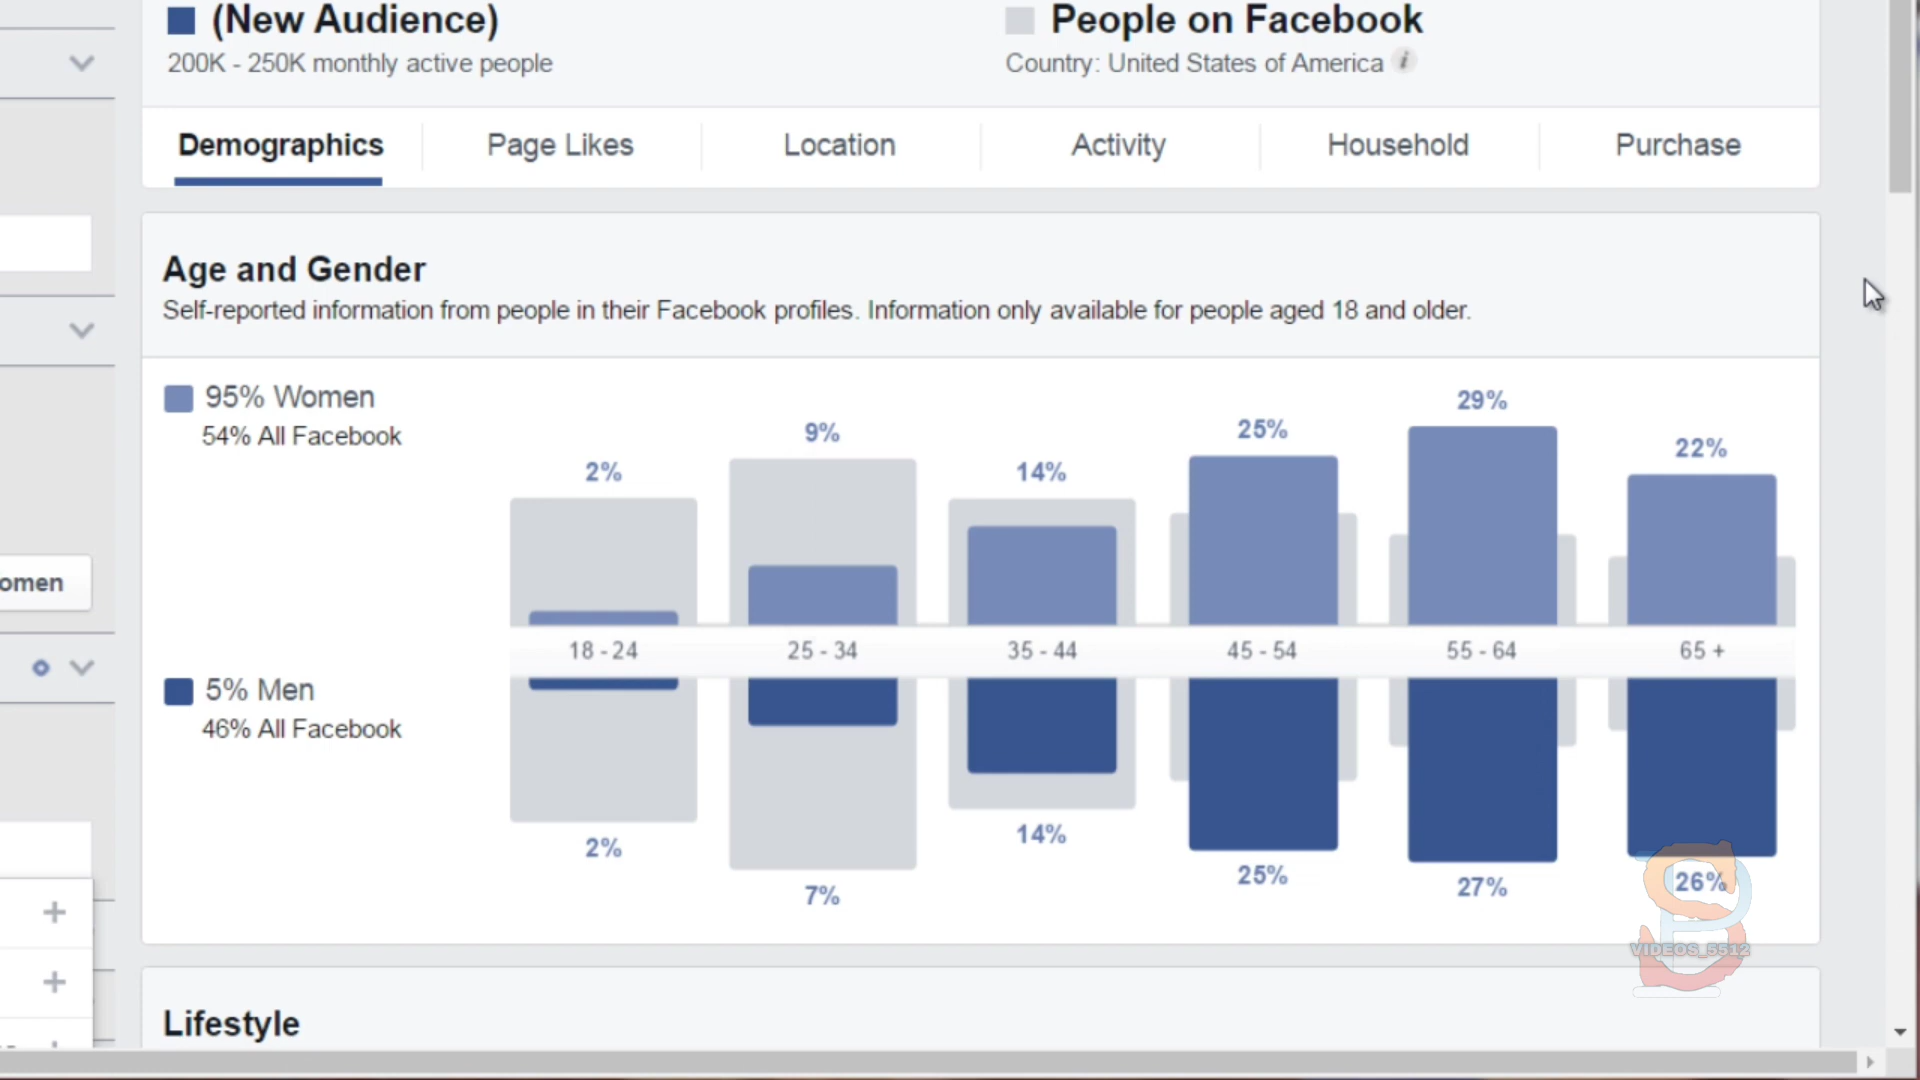 (New Audience)
200K - 250K monthly active people
People on Facebook
Country: United States of America i
Demographics
Page Likes
Location
Activity
Household
Purchase
Age and Gender
Self-reported information from people in their Facebook profiles. Information only available for people aged 18 and older.
95% Women
54% All Facebook
2%
9%
14%
25%
29%
22%
omen
18 - 24
25 - 34
35 - 44
45 - 54
55 - 64
65 +
5% Men
46% All Facebook
2%
7%
14%
25%
27%
26%
+
+
VIDEOS_5512
Lifestyle